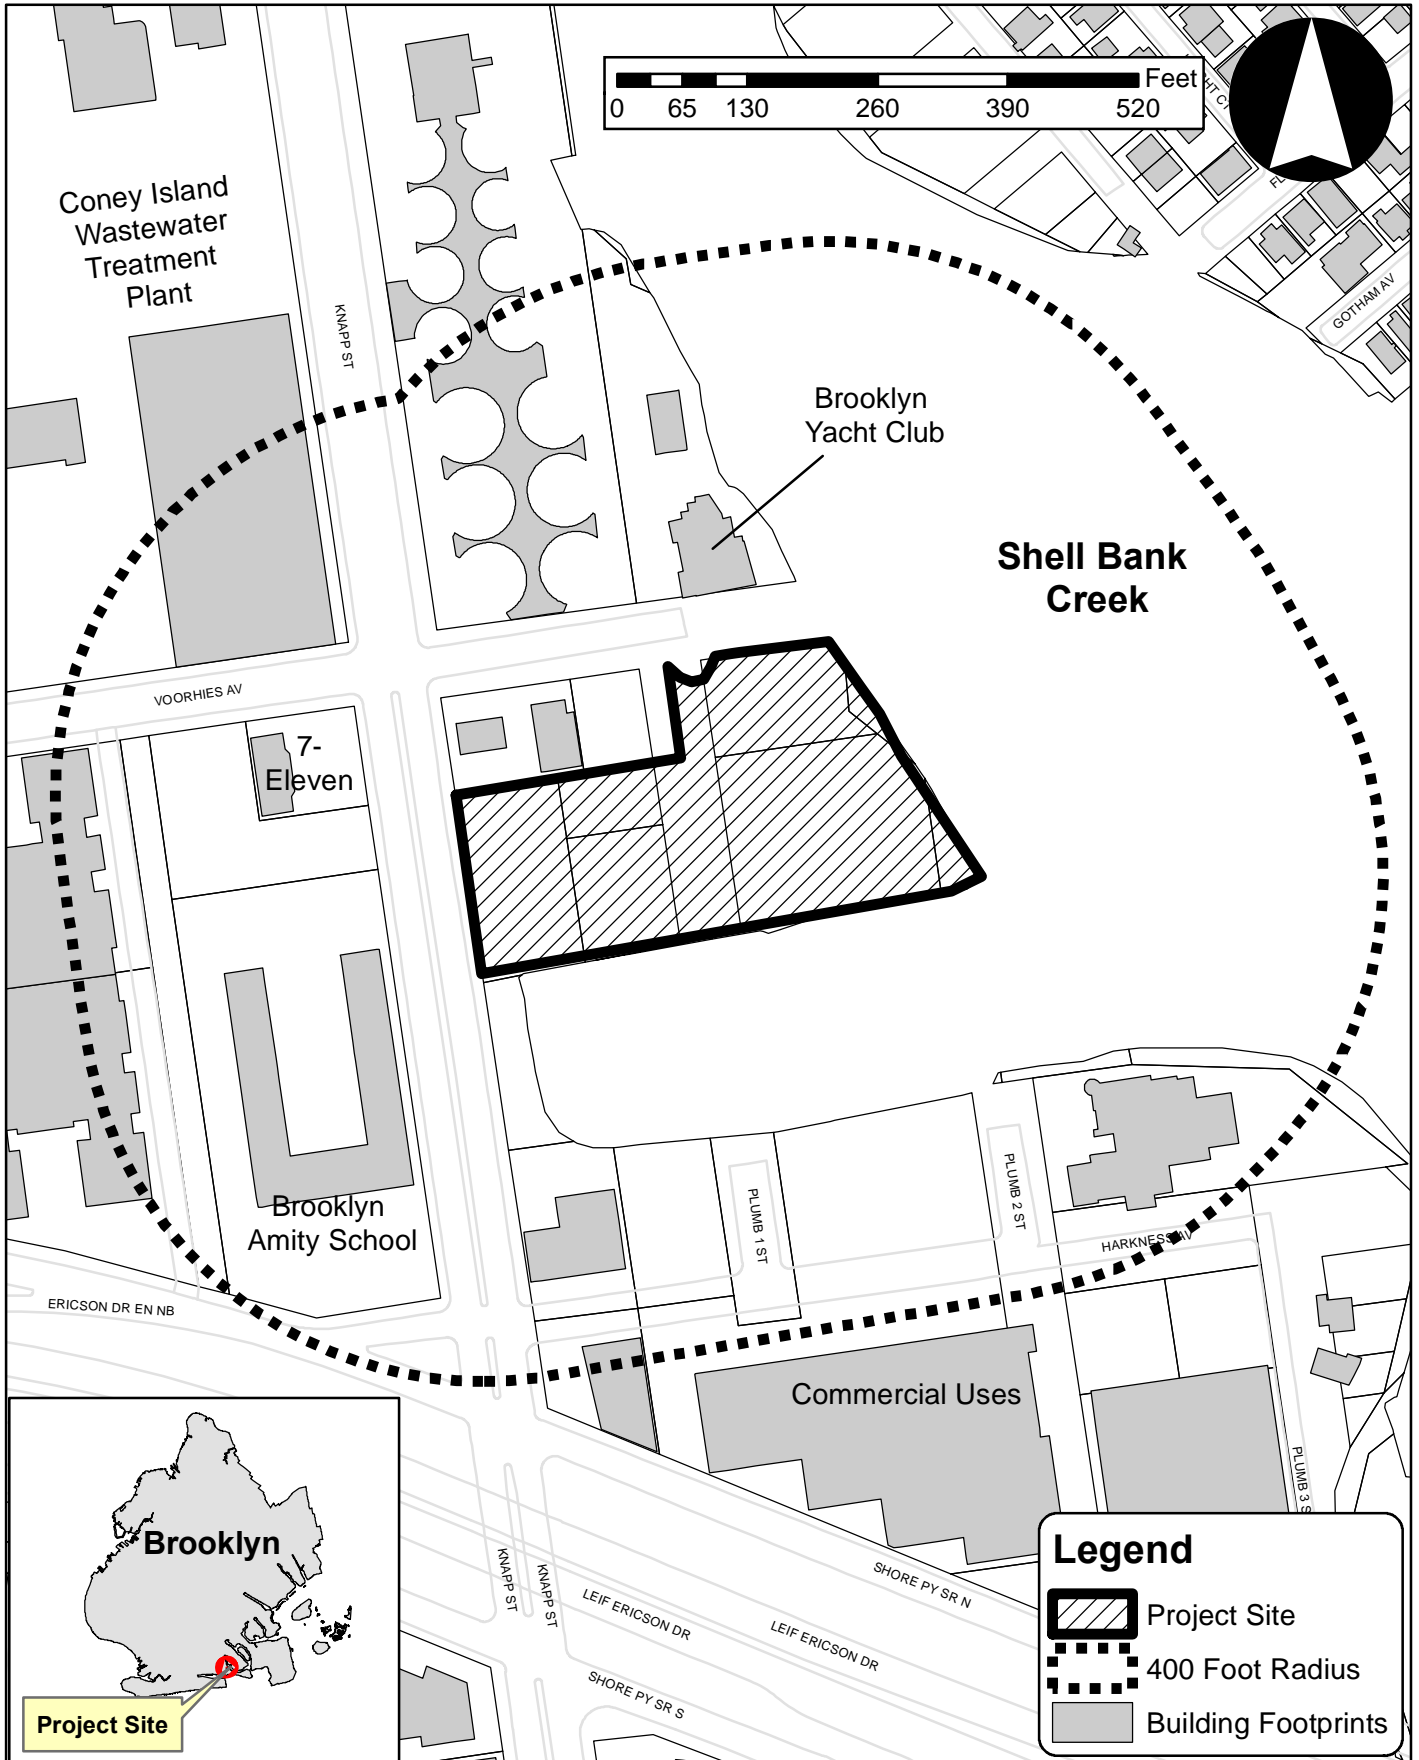 Feet
0 65 130 260 390 520
Coney Island
Wastewater
Treatment
Plant
KNAPP ST
GOTHAM AV
Brooklyn
Yacht Club
Shell Bank
Creek
VOORHIES AV
7-
Eleven
Brooklyn
Amity School
PLUMB 1 ST
PLUMB 2 ST
HARKNESS AV
ERICSON DR EN NB
Commercial Uses
PLUMB 3 S
KNAPP ST
KNAPP ST
LEIF ERICSON DR
LEIF ERICSON DR
SHORE PY SR N
SHORE PY SR S
Brooklyn
Project Site
Legend
Project Site
400 Foot Radius
Building Footprints